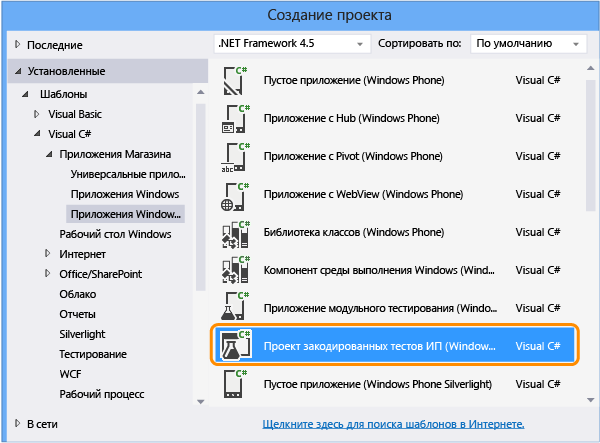 Создание проекта
Последние
.NET Framework 4.5
Сортировать по:
По умолчанию
Установленные
Шаблоны
Visual Basic
Visual C#
Приложения Магазина
Универсальные прило...
Приложения Windows
Приложения Window...
Рабочий стол Windows
Интернет
Office/SharePoint
Облако
Отчеты
Silverlight
Тестирование
WCF
Рабочий процесс
В сети
C# Пустое приложение (Windows Phone) Visual C#
C# Приложение с Hub (Windows Phone) Visual C#
C# abc Приложение с Pivot (Windows Phone) Visual C#
C# Приложение с WebView (Windows Phone) Visual C#
C# Библиотека классов (Windows Phone) Visual C#
C# Компонент среды выполнения Windows (Wind... Visual C#
C# Приложение модульного тестирования (Windo... Visual C#
C# Проект закодированных тестов ИП (Window... Visual C#
C# Пустое приложение (Windows Phone Silverlight) Visual C#
Щелкните здесь для поиска шаблонов в Интернете.